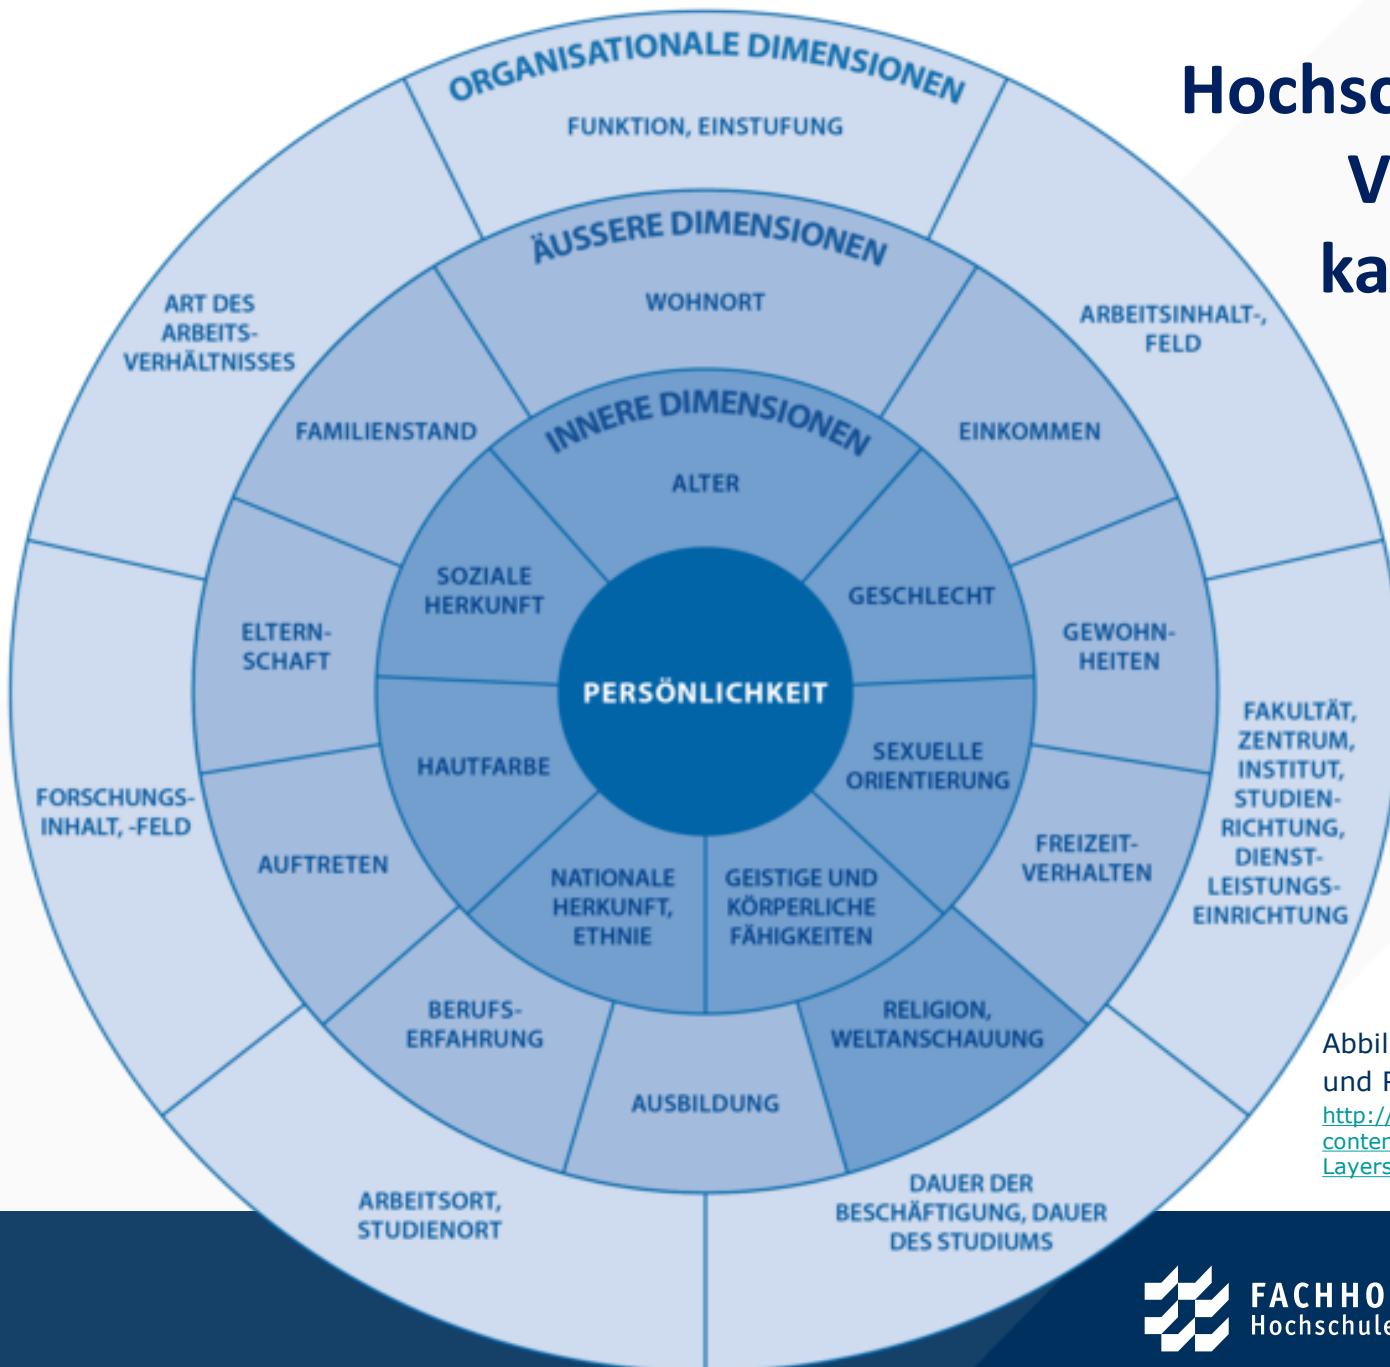 ORGANISATIONALE DIMENSIONEN
FUNKTION, EINSTUFUNG
ÄUSSERE DIMENSIONEN
WOHNORT
INNERE DIMENSIONEN
ALTER
PERSÖNLICHKEIT
ART DES
ARBEITS-
VERHÄLTNISSES
ARBEITSINHALT-,
FELD
FAMILIENSTAND
EINKOMMEN
SOZIALE
HERKUNFT
GESCHLECHT
ELTERN-
SCHAFT
GEWOHN-
HEITEN
HAUTFARBE
SEXUELLE
ORIENTIERUNG
FORSCHUNGS-
INHALT, -FELD
FAKULTÄT,
ZENTRUM,
INSTITUT,
STUDIEN-
RICHTUNG,
DIENST-
LEISTUNGS-
EINRICHTUNG
AUFTRETEN
FREIZEIT-
VERHALTEN
NATIONALE
HERKUNFT,
ETHNIE
GEISTIGE UND
KÖRPERLICHE
FÄHIGKEITEN
BERUFS-
ERFAHRUNG
RELIGION,
WELTANSCHAUUNG
AUSBILDUNG
ARBEITSORT,
STUDIENORT
DAUER DER
BESCHÄFTIGUNG, DAUER
DES STUDIUMS
Hochsc
V
ka
Abbil
und
http://
conten
Layers
FACHHO
Hochschule